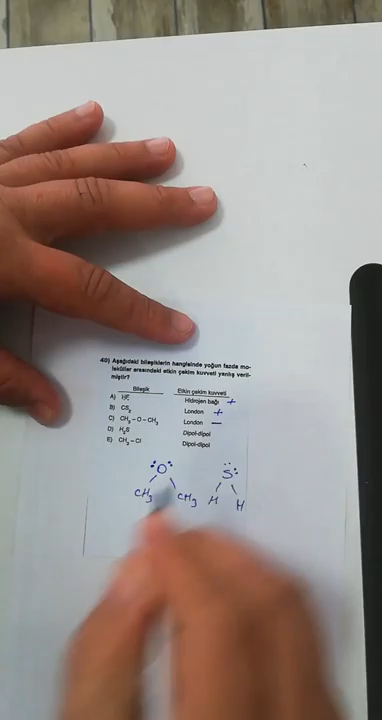 40) Aşağıdaki bileşiklerin hangisinde yoğun fazda mo-
leküller arasındaki etkin çekim kuvveti yanlış veril-
miştir?
Bileşik Etkin çekim kuvveti
A) HF Hidrojen bağı +
B) CS₂ London +
C) CH₃ – O – CH₃ London –
D) H₂S Dipol-dipol
E) CH₃ – Cl Dipol-dipol
O S
CH₃ CH₃ H H